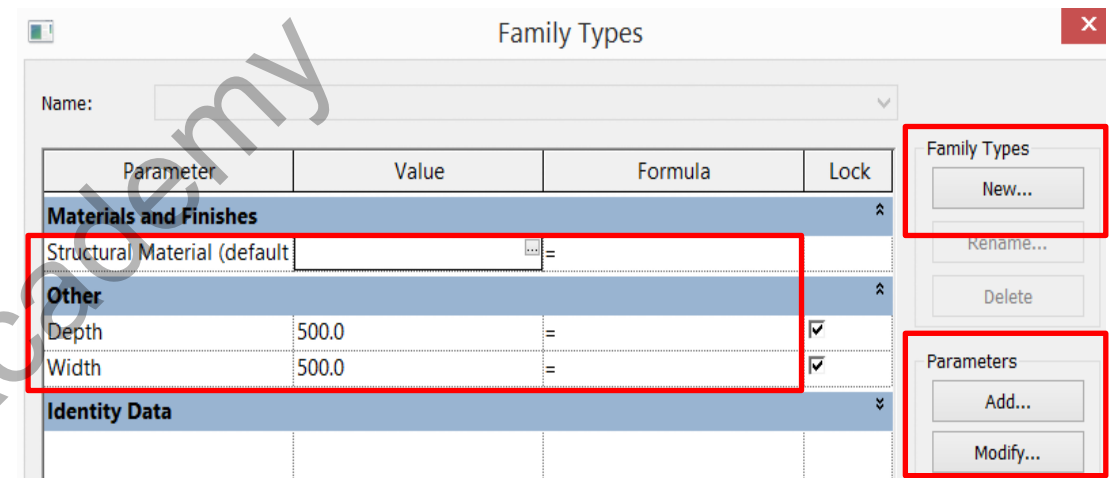 Family Types
Name:
Parameter Value Formula Lock
Materials and Finishes
Structural Material (default =
Other
Depth 500.0 =
Width 500.0 =
Identity Data
Family Types
New...
Rename...
Delete
Parameters
Add...
Modify...